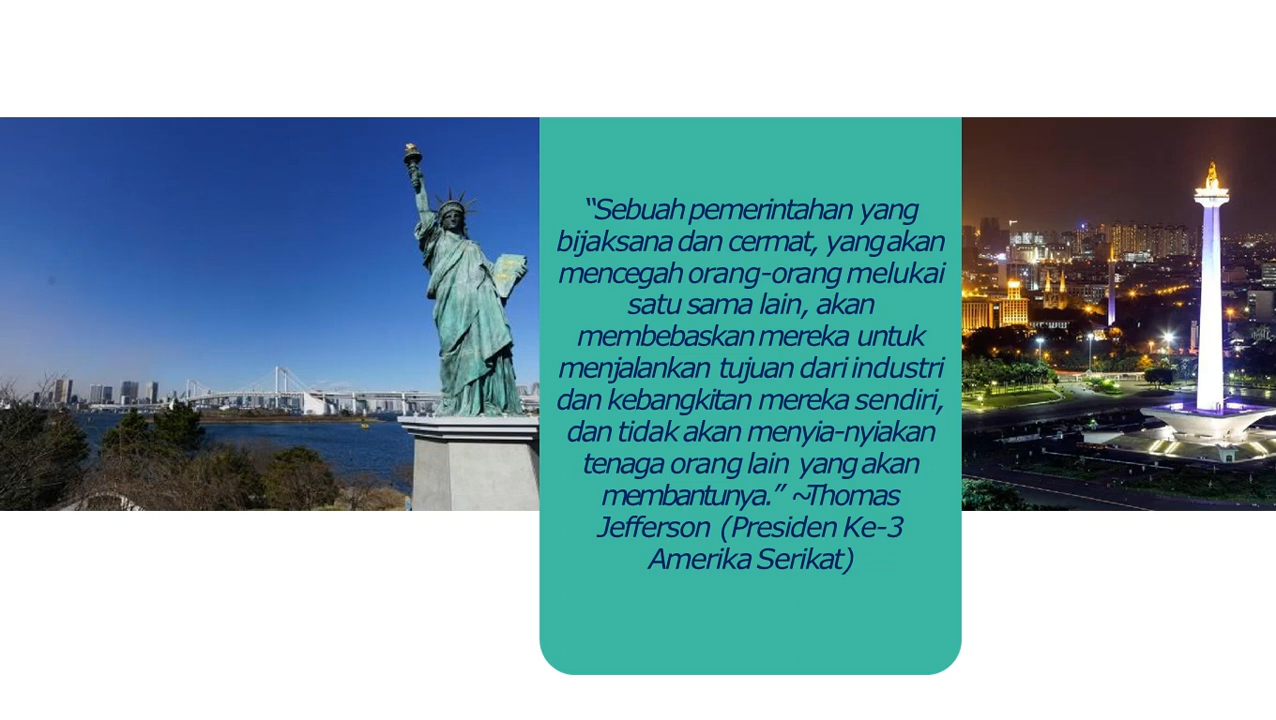 “Sebuah pemerintahan yang
bijaksana dan cermat, yang akan
mencegah orang-orang melukai
satu sama lain, akan
membebaskan mereka untuk
menjalankan tujuan dari industri
dan kebangkitan mereka sendiri,
dan tidak akan menyia-nyiakan
tenaga orang lain yang akan
membantunya.” ~Thomas
Jefferson (Presiden Ke-3
Amerika Serikat)